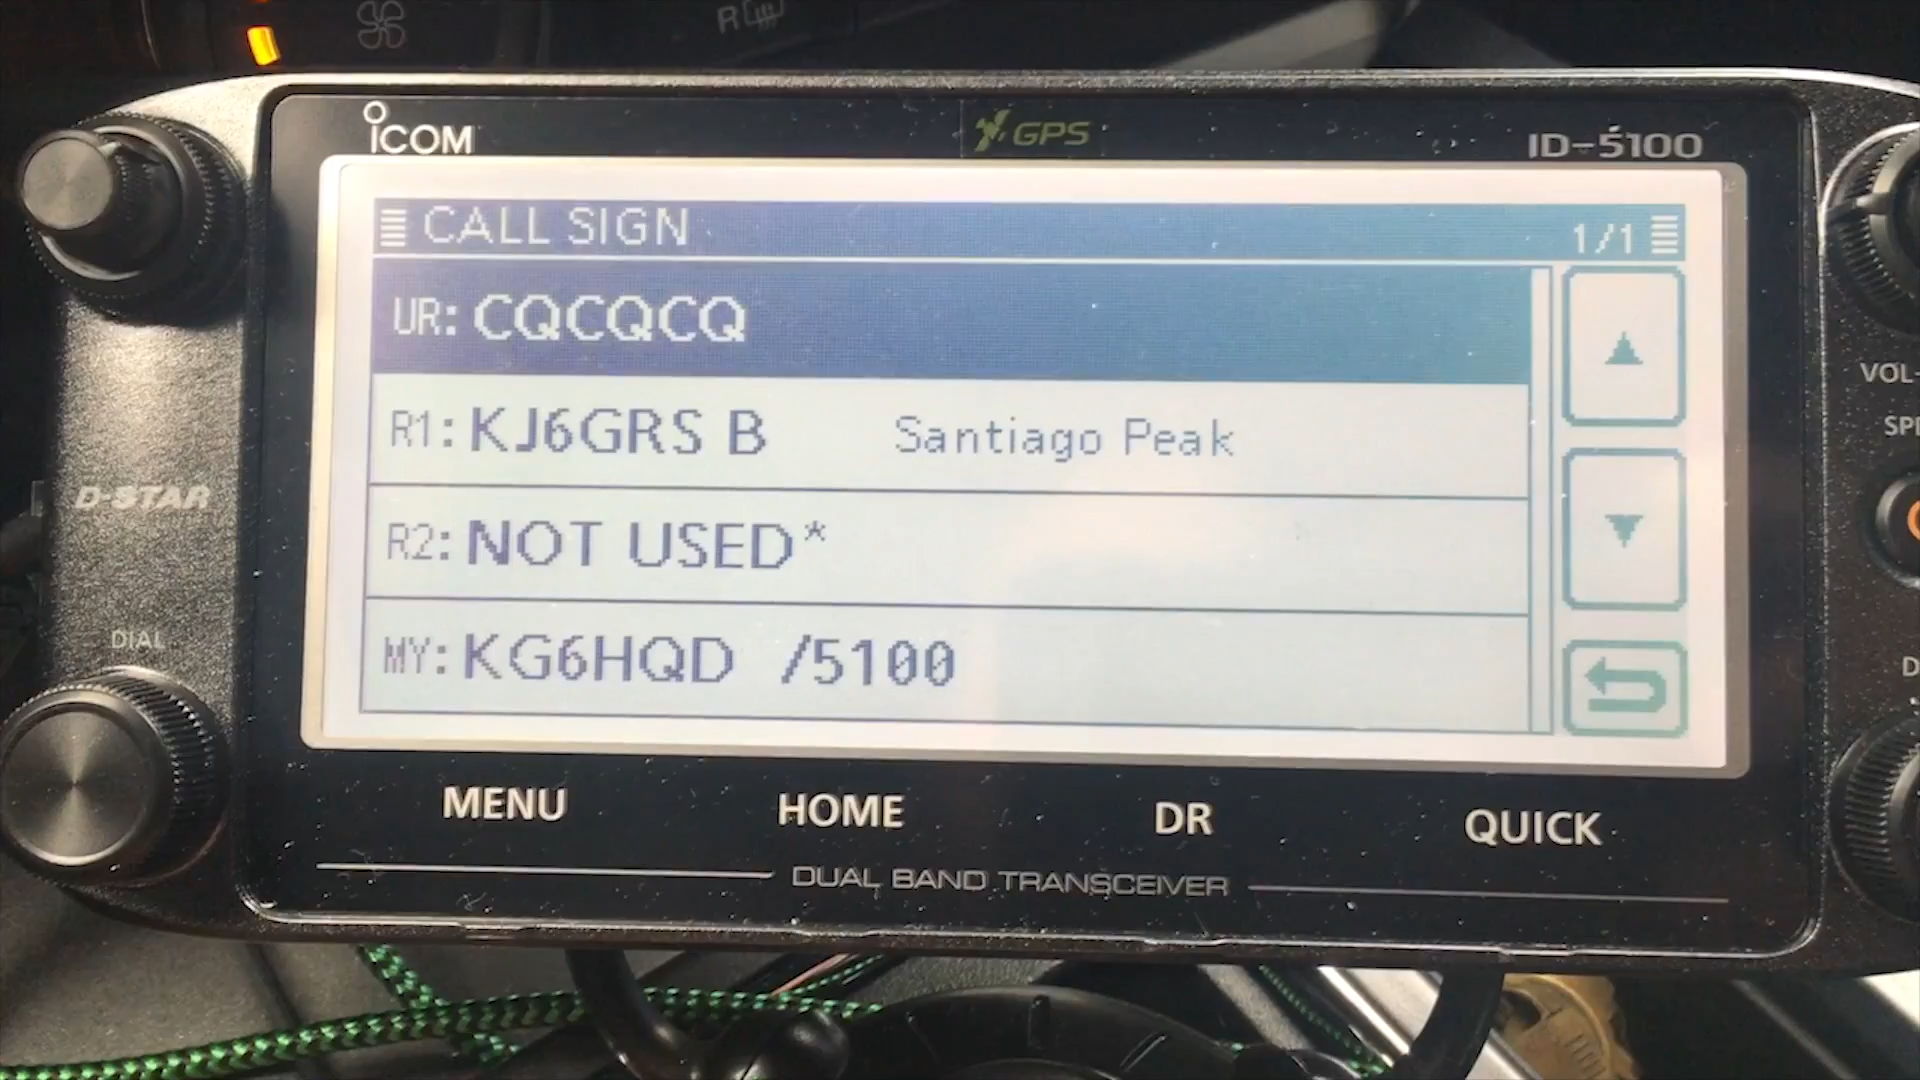 R
ICOM
GPS
ID-5100
CALL SIGN 1/1
UR: CQCQCQ
R1: KJ6GRS B Santiago Peak
R2: NOT USED*
MY: KG6HQD /5100
D-STAR
DIAL
VOL-
MENU HOME DR QUICK
DUAL BAND TRANSCEIVER